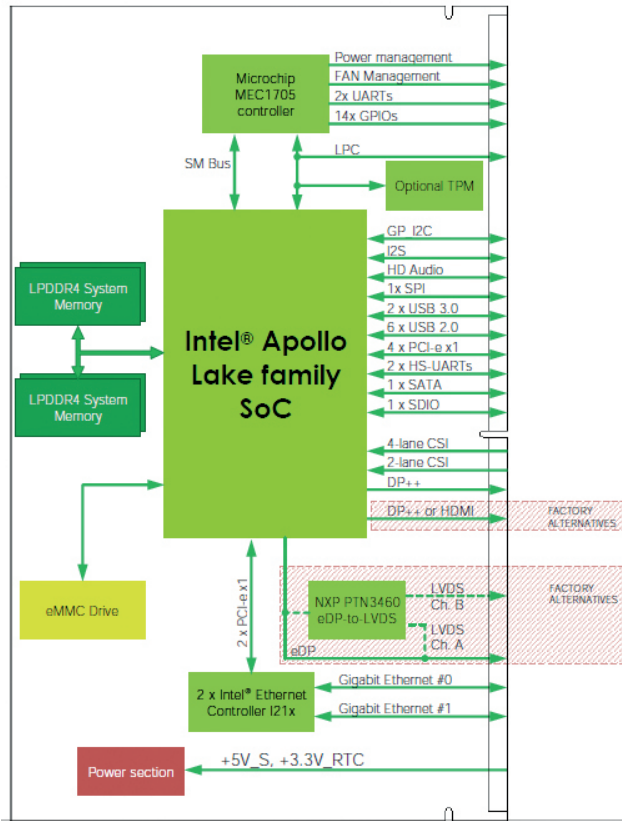 Power management
Microchip
MEC1705
controller
FAN Management
2x UARTs
14x GPIOs
SM Bus
LPC
Optional TPM
GP I2C
I2S
HD Audio
1x SPI
2 x USB 3.0
6 x USB 2.0
4 x PCI-e x1
2 x HS-UARTs
1 x SATA
1 x SDIO
LPDDR4 System
Memory
LPDDR4 System
Memory
Intel® Apollo
Lake family
SoC
4-lane CSI
2-lane CSI
DP++
DP++ or HDMI
FACTORY
ALTERNATIVES
eMMC Drive
2 x PCI-e x1
NXP PTN3460
eDP-to-LVDS
LVDS
Ch. B
LVDS
Ch. A
FACTORY
ALTERNATIVES
eDP
2 x Intel® Ethernet
Controller I21x
Gigabit Ethernet #0
Gigabit Ethernet #1
Power section
+5V_S, +3.3V_RTC